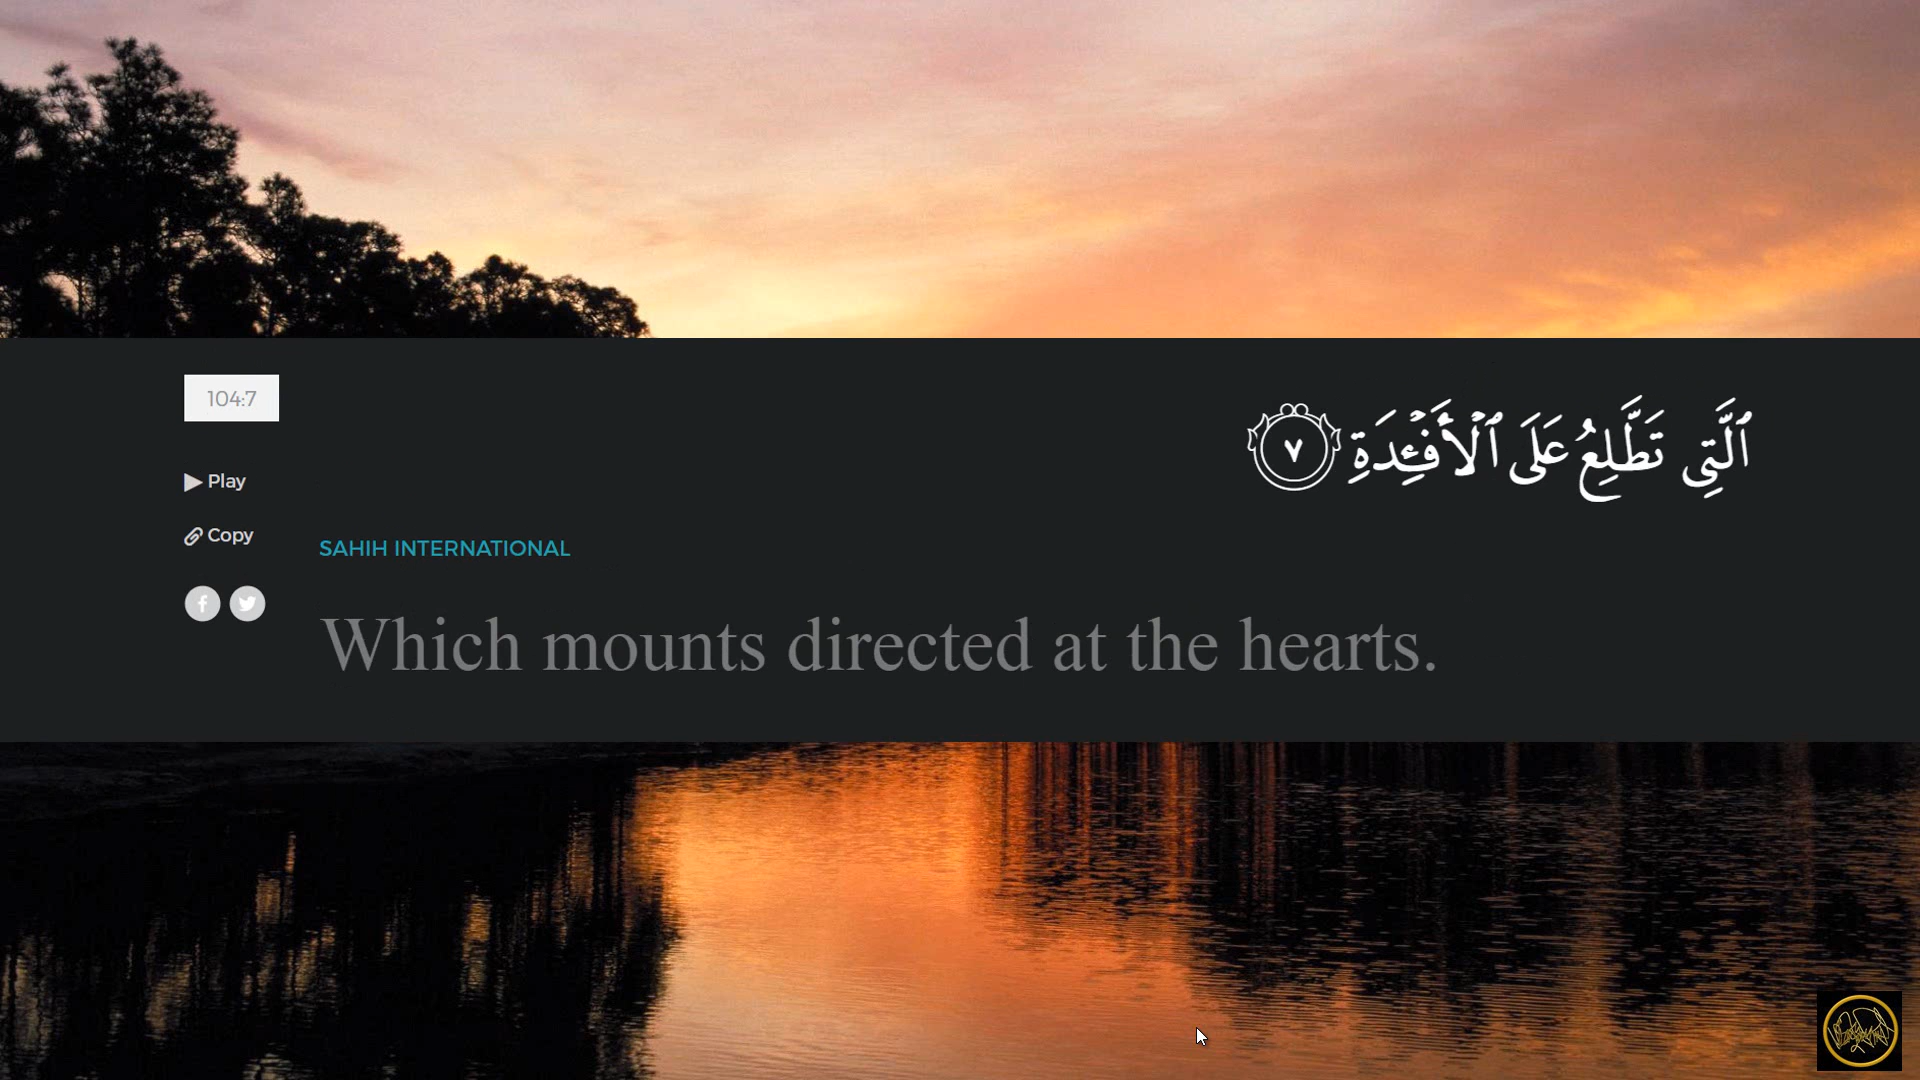 104:7
ٱلَّتِى تَطَّلِعُ عَلَى ٱلْأَفْـِٔدَةِ ٧
Play
Copy
SAHIH INTERNATIONAL
Which mounts directed at the hearts.